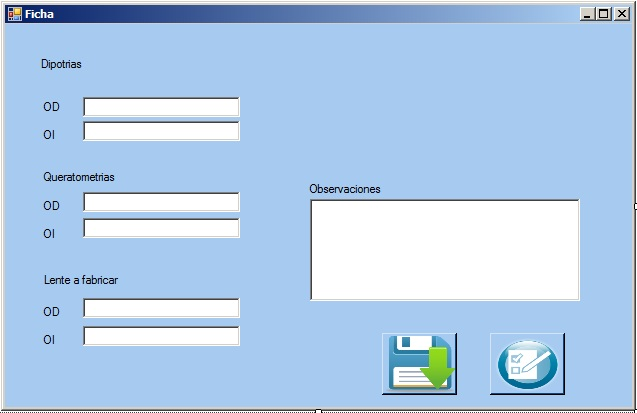 Ficha
Dipotrias
OD
OI
Queratometrias
OD
OI
Observaciones
Lente a fabricar
OD
OI